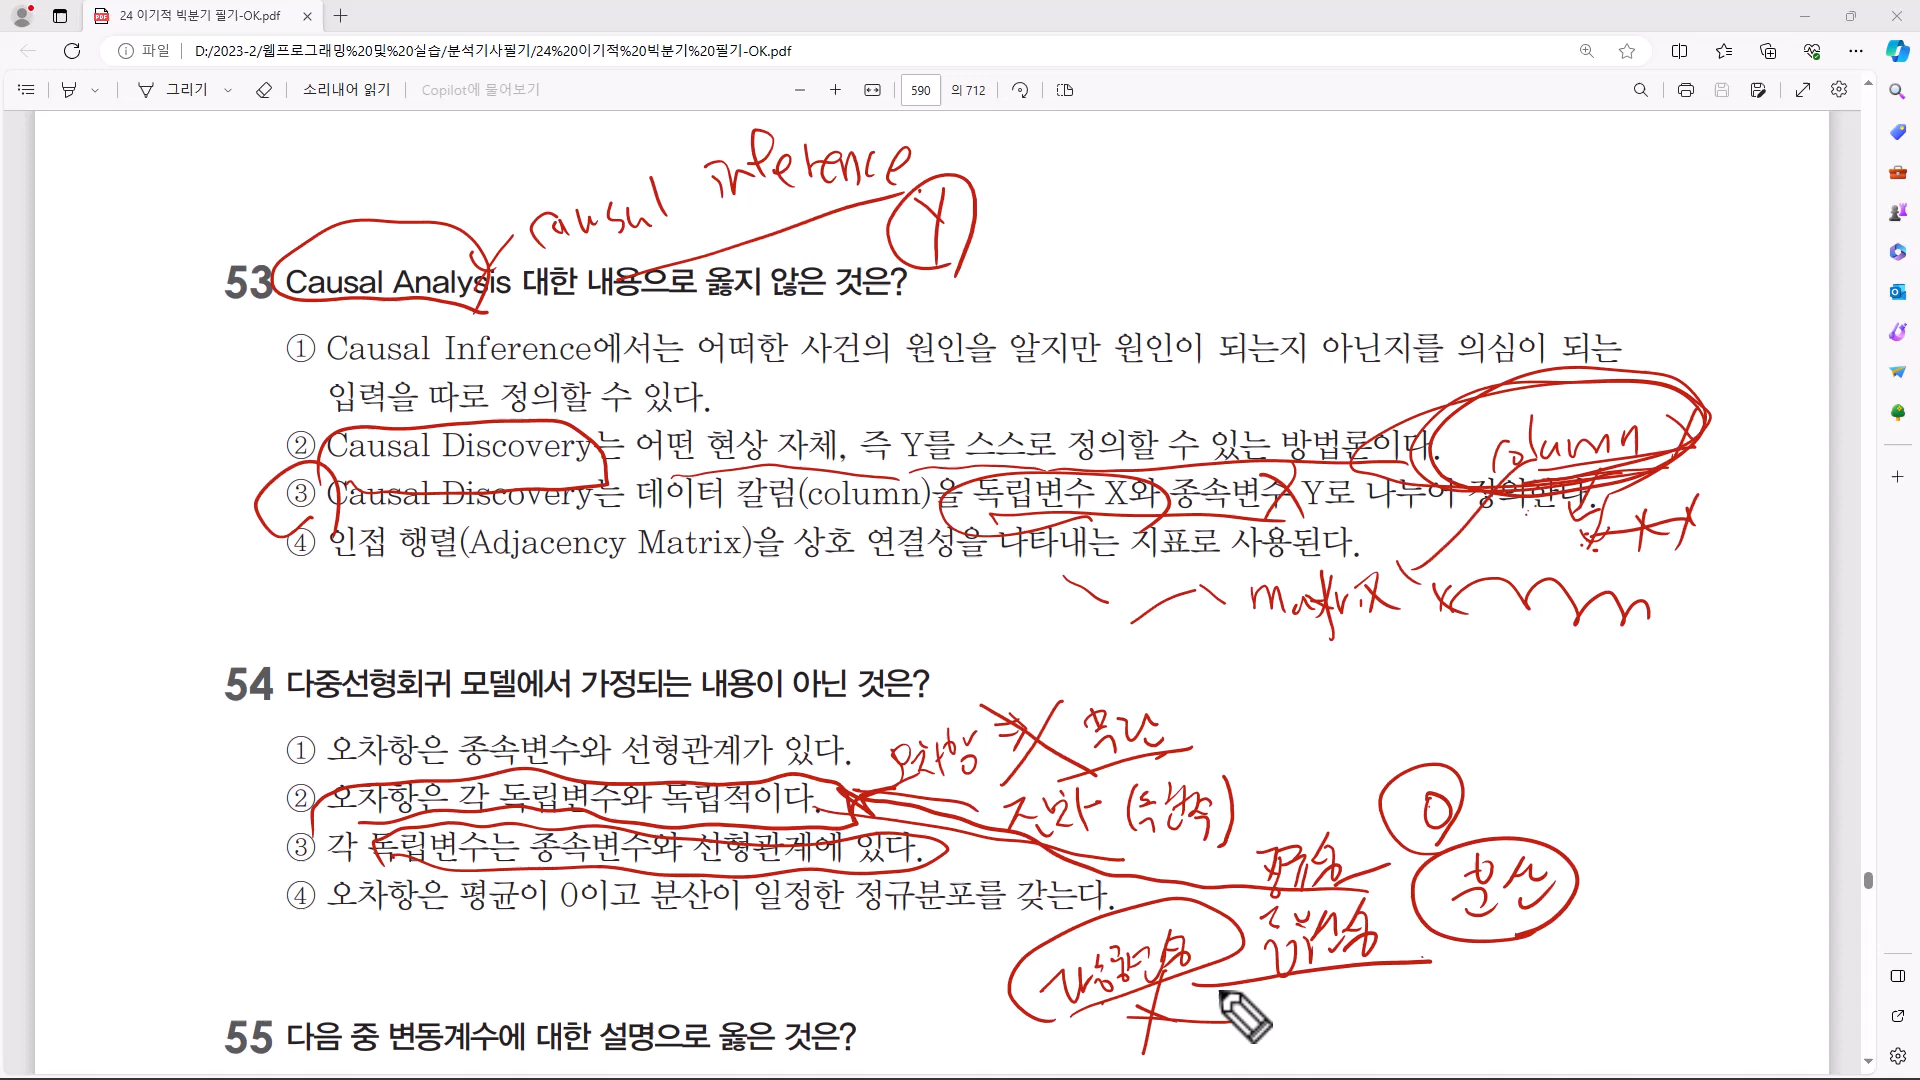 24 이기적 빅분기 필기-OK.pdf
파일
D:/2023-2/웹프로그래밍%20및%20실습/분석기사필기/24%20이기적%20빅분기%20필기-OK.pdf
그리기
소리내어 읽기
Copilot에 물어보기
590 의 712
causal inference
Y
53 Causal Analysis 대한 내용으로 옳지 않은 것은?
① Causal Inference에서는 어떠한 사건의 원인을 알지만 원인이 되는지 아닌지를 의심이 되는
입력을 따로 정의할 수 있다.
② Causal Discovery는 어떤 현상 자체, 즉 Y를 스스로 정의할 수 있는 방법론이다.
column
③ Causal Discovery는 데이터 칼럼(column)을 독립변수 X와 종속변수 Y로 나누어 정의한다.
④ 인접 행렬(Adjacency Matrix)을 상호 연결성을 나타내는 지표로 사용된다.
matrix
54 다중선형회귀 모델에서 가정되는 내용이 아닌 것은?
① 오차항은 종속변수와 선형관계가 있다.
오차항
② 오차항은 각 독립변수와 독립적이다.
0
③ 각 독립변수는 종속변수와 선형관계에 있다.
분산
④ 오차항은 평균이 0이고 분산이 일정한 정규분포를 갖는다.
55 다음 중 변동계수에 대한 설명으로 옳은 것은?